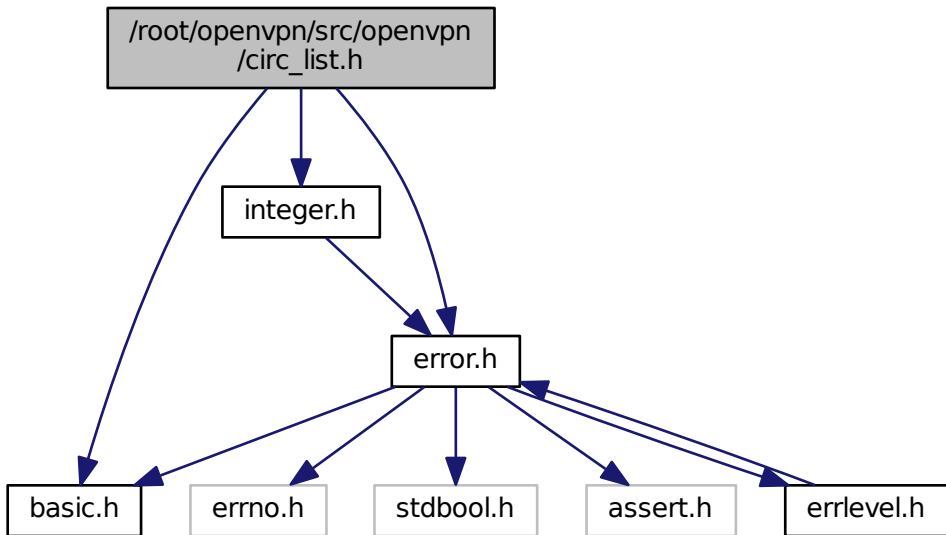 /root/openvpn/src/openvpn
/circ_list.h
integer.h
error.h
basic.h
errno.h
stdbool.h
assert.h
errlevel.h